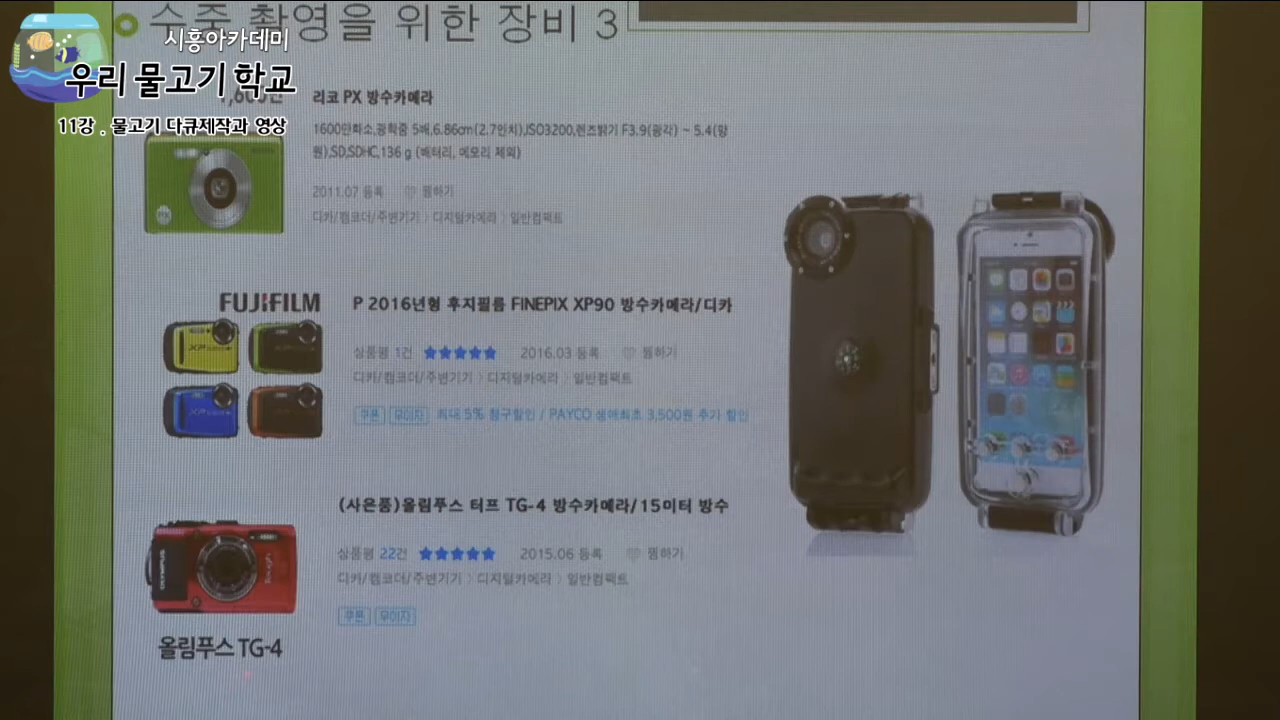 수중 촬영을 위한 장비 3
시흥아카데미
우리 물고기 학교
11강 . 물고기 다큐제작과 영상
리코 PX 방수카메라
1600만화소,광학줌 5배,6.86cm(2.7인치),ISO3200,렌즈밝기 F3.9(광각) ~ 5.4(망
원),SD,SDHC,136 g (배터리, 메모리 제외)
2011.07 등록 찜하기
디카/캠코더/주변기기 > 디지털카메라 > 일반컴팩트
FUJIFILM
P 2016년형 후지필름 FINEPIX XP90 방수카메라/디카
상품평 1건 ★★★★★ 2016.03 등록 찜하기
디카/캠코더/주변기기 > 디지털카메라 > 일반컴팩트
쿠폰 무이자 최대 5% 청구할인 / PAYCO 생애최초 3,500원 추가 할인
(사은품)올림푸스 터프 TG-4 방수카메라/15미터 방수
상품평 22건 ★★★★★ 2015.06 등록 찜하기
디카/캠코더/주변기기 > 디지털카메라 > 일반컴팩트
쿠폰 무이자
OLYMPUS
올림푸스 TG-4